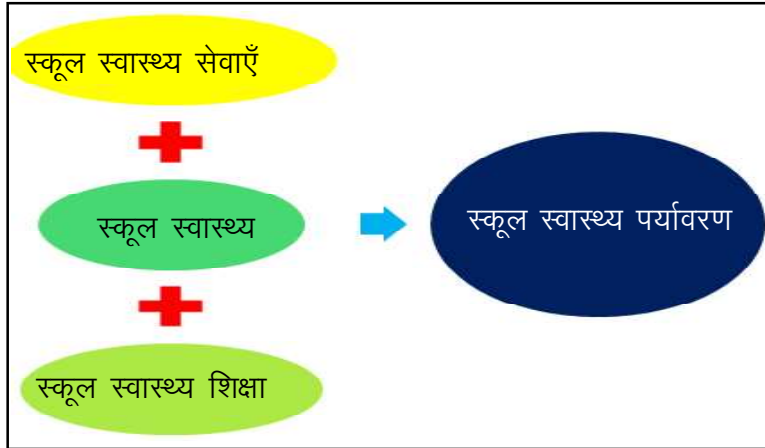 स्कूल स्वास्थ्य सेवाएँ
स्कूल स्वास्थ्य
स्कूल स्वास्थ्य पर्यावरण
स्कूल स्वास्थ्य शिक्षा